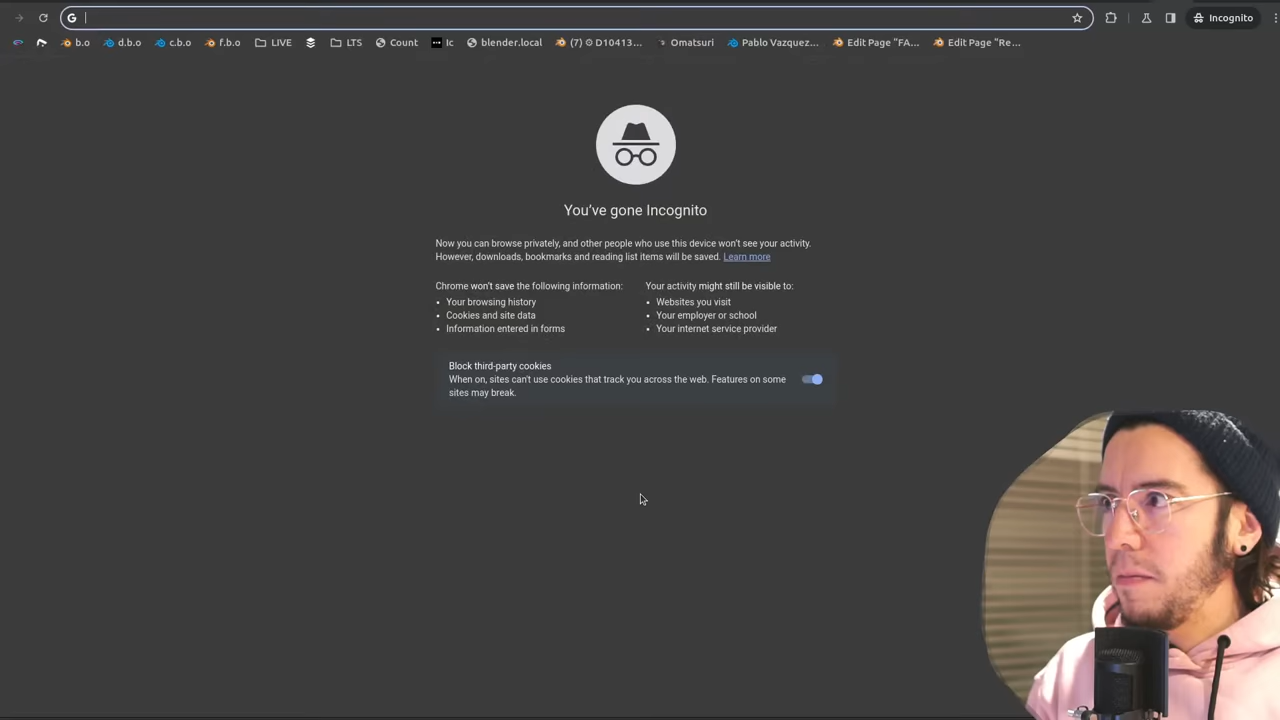 Incognito
b.o
d.b.o
c.b.o
f.b.o
LIVE
LTS
Count
Ic
blender.local
(7) ⚙ D10413...
Omatsuri
Pablo Vazquez...
Edit Page "FA...
Edit Page "Re...
You've gone Incognito
Now you can browse privately, and other people who use this device won't see your activity.
However, downloads, bookmarks and reading list items will be saved. Learn more
Chrome won't save the following information:
• Your browsing history
• Cookies and site data
• Information entered in forms
Your activity might still be visible to:
• Websites you visit
• Your employer or school
• Your internet service provider
Block third-party cookies
When on, sites can't use cookies that track you across the web. Features on some
sites may break.